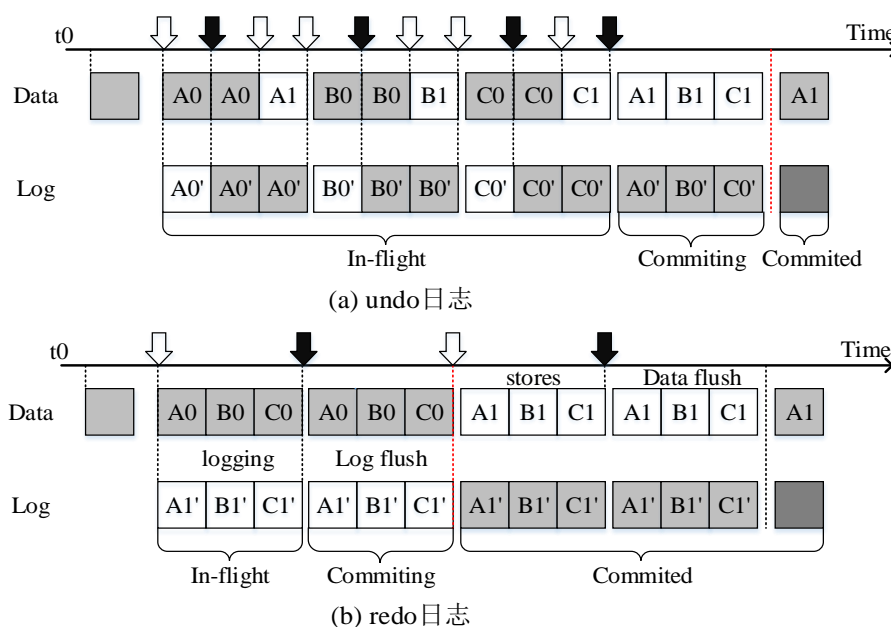 t0 Time
Data A0 A0 A1 B0 B0 B1 C0 C0 C1 A1 B1 C1 A1
Log A0' A0' A0' B0' B0' B0' C0' C0' C0' A0' B0' C0'
In-flight Commiting Commited
(a) undo日志
t0 Time
stores Data flush
Data A0 B0 C0 A0 B0 C0 A1 B1 C1 A1 B1 C1 A1
logging Log flush
Log A1' B1' C1' A1' B1' C1' A1' B1' C1' A1' B1' C1'
In-flight Commiting Commited
(b) redo日志